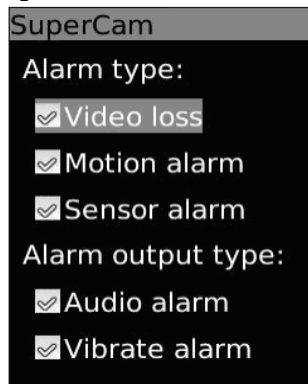 SuperCam
Alarm type:
Video loss
Motion alarm
Sensor alarm
Alarm output type:
Audio alarm
Vibrate alarm